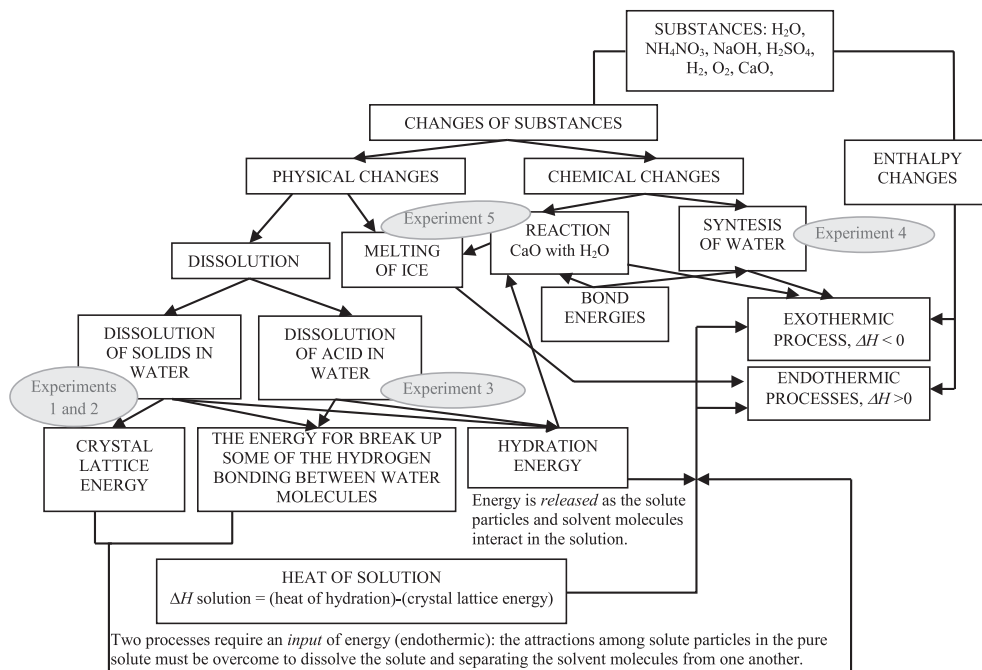 SUBSTANCES: H₂O,
NH₄NO₃, NaOH, H₂SO₄,
H₂, O₂, CaO,
CHANGES OF SUBSTANCES
ENTHALPY
CHANGES
PHYSICAL CHANGES
CHEMICAL CHANGES
Experiment 5
REACTION
CaO with H₂O
SYNTESIS
OF WATER
Experiment 4
MELTING
OF ICE
DISSOLUTION
BOND
ENERGIES
EXOTHERMIC
PROCESS, ΔH < 0
DISSOLUTION
OF SOLIDS IN
WATER
DISSOLUTION
OF ACID IN
WATER
Experiments
1 and 2
Experiment 3
ENDOTHERMIC
PROCESSES, ΔH >0
CRYSTAL
LATTICE
ENERGY
THE ENERGY FOR BREAK UP
SOME OF THE HYDROGEN
BONDING BETWEEN WATER
MOLECULES
HYDRATION
ENERGY
Energy is released as the solute
particles and solvent molecules
interact in the solution.
HEAT OF SOLUTION
ΔH solution = (heat of hydration)-(crystal lattice energy)
Two processes require an input of energy (endothermic): the attractions among solute particles in the pure
solute must be overcome to dissolve the solute and separating the solvent molecules from one another.